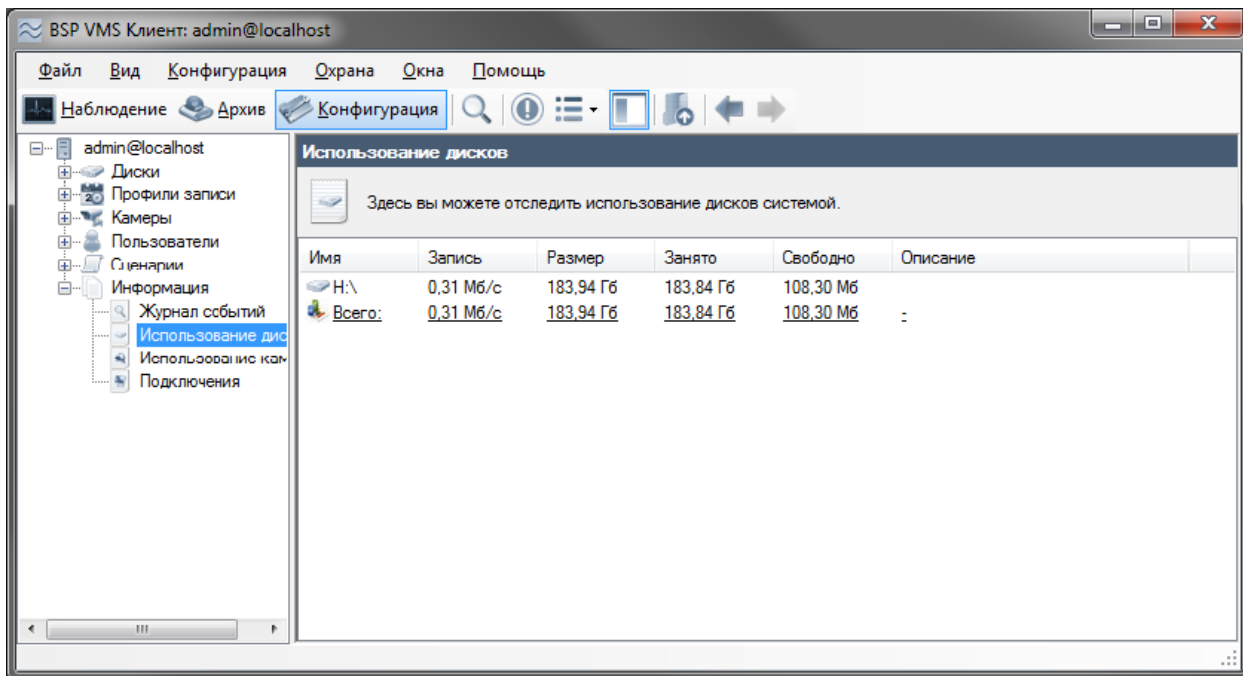 BSP VMS Клиент: admin@localhost
Файл Вид Конфигурация Охрана Окна Помощь
Наблюдение Архив Конфигурация
admin@localhost
Диски
Профили записи
Камеры
Пользователи
Сценарии
Информация
Журнал событий
Использование дис
Использование кам
Подключения
Использование дисков
Здесь вы можете отследить использование дисков системой.
Имя Запись Размер Занято Свободно Описание
H:\ 0,31 Мб/с 183,94 Гб 183,84 Гб 108,30 Мб
Всего: 0,31 Мб/с 183,94 Гб 183,84 Гб 108,30 Мб -